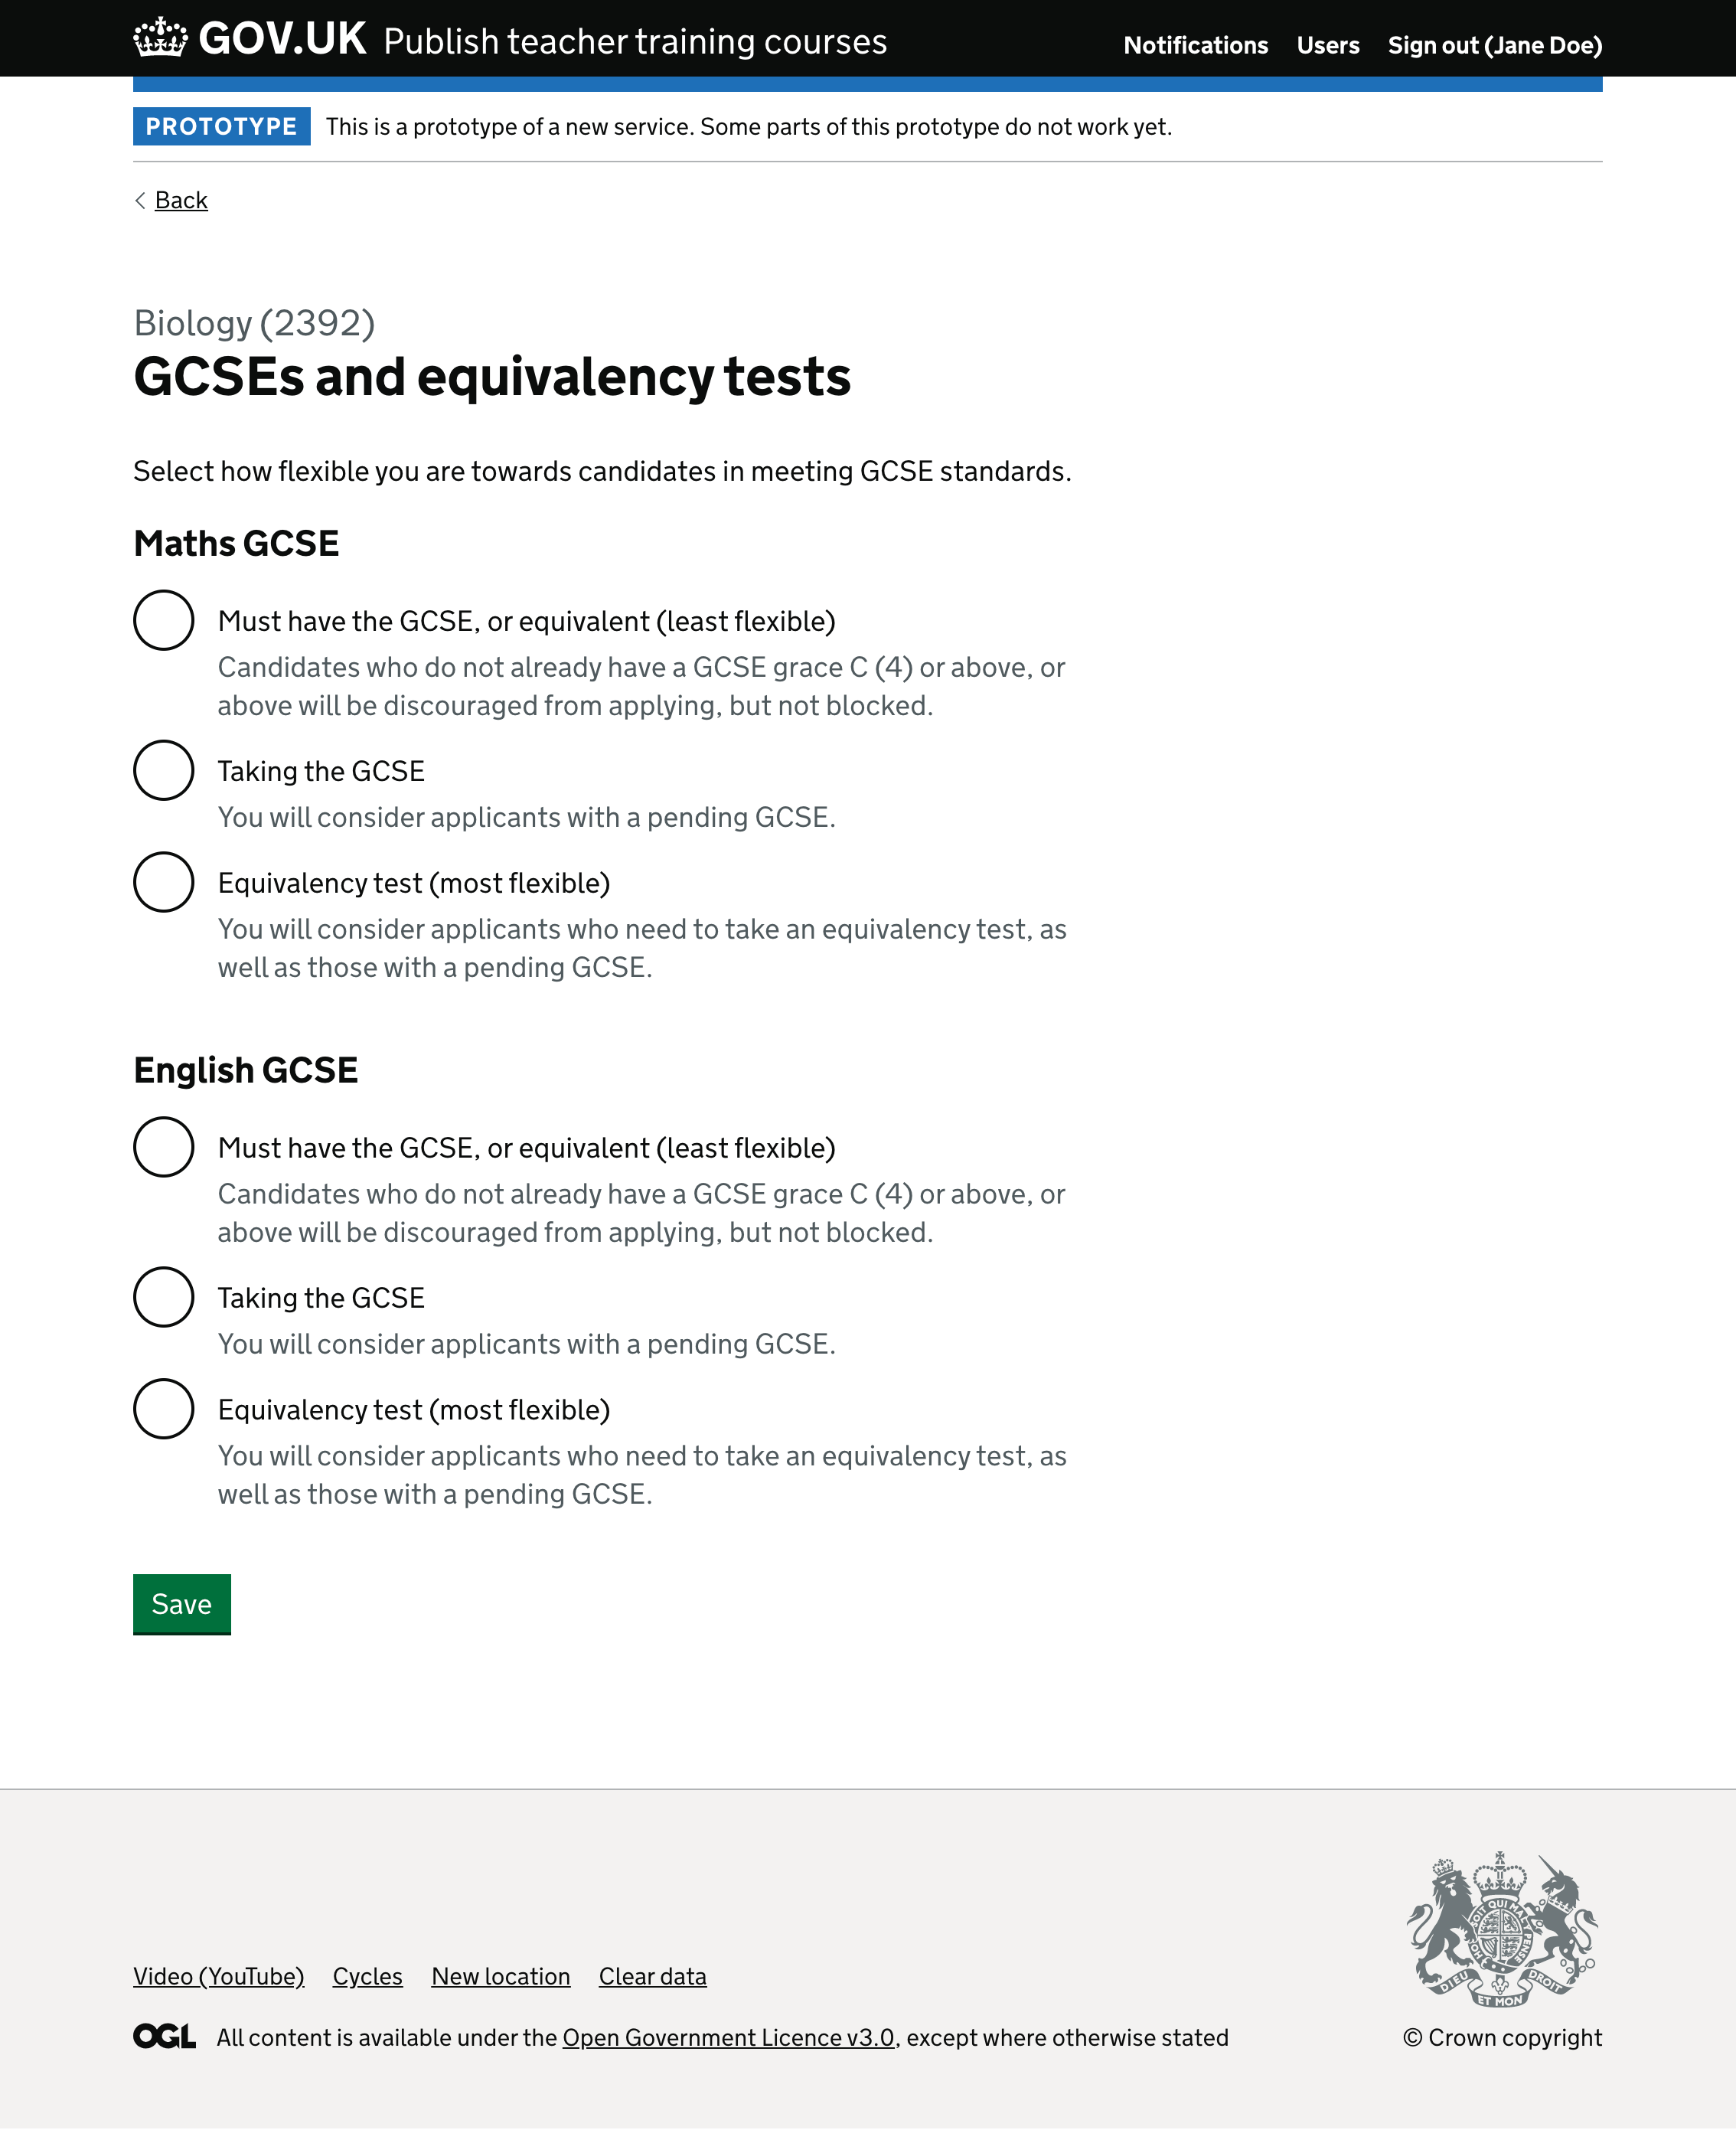 GOV.UK Publish teacher training courses Notifications Users Sign out (Jane Doe)
PROTOTYPE This is a prototype of a new service. Some parts of this prototype do not work yet.
Back
Biology (2392)
GCSEs and equivalency tests
Select how flexible you are towards candidates in meeting GCSE standards.
Maths GCSE
Must have the GCSE, or equivalent (least flexible)
Candidates who do not already have a GCSE grace C (4) or above, or
above will be discouraged from applying, but not blocked.
Taking the GCSE
You will consider applicants with a pending GCSE.
Equivalency test (most flexible)
You will consider applicants who need to take an equivalency test, as
well as those with a pending GCSE.
English GCSE
Must have the GCSE, or equivalent (least flexible)
Candidates who do not already have a GCSE grace C (4) or above, or
above will be discouraged from applying, but not blocked.
Taking the GCSE
You will consider applicants with a pending GCSE.
Equivalency test (most flexible)
You will consider applicants who need to take an equivalency test, as
well as those with a pending GCSE.
Save
DIEU ET MON DROIT
Video (YouTube) Cycles New location Clear data
OGL All content is available under the Open Government Licence v3.0, except where otherwise stated
© Crown copyright